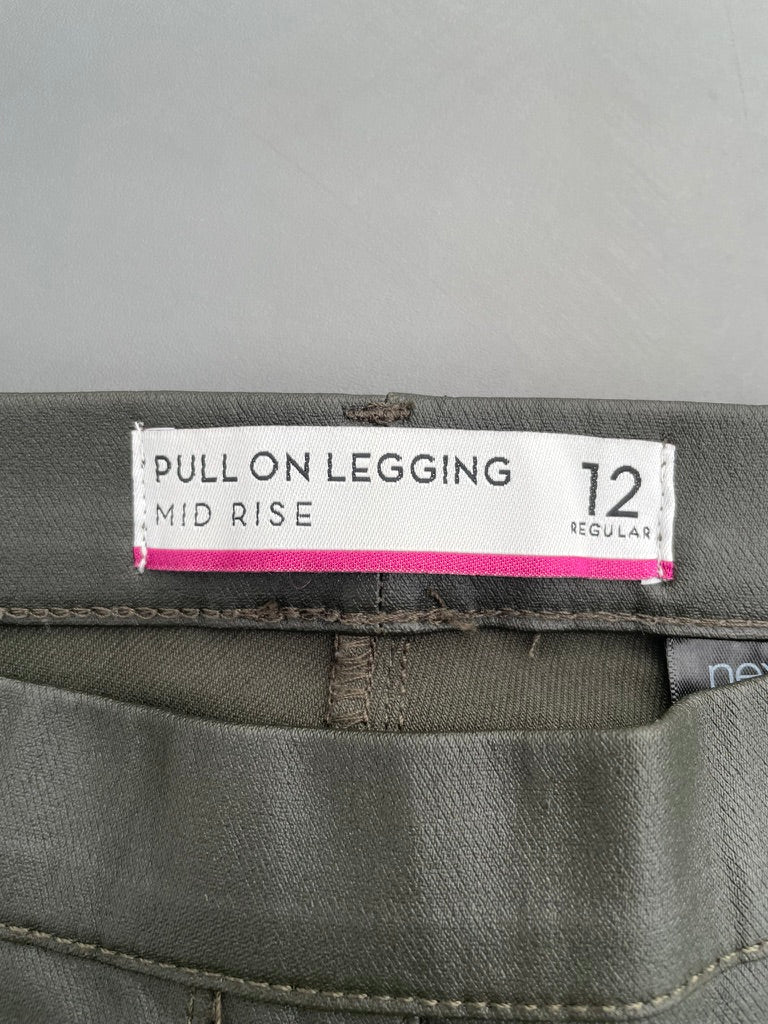 PULL ON LEGGING
MID RISE
12
REGULAR